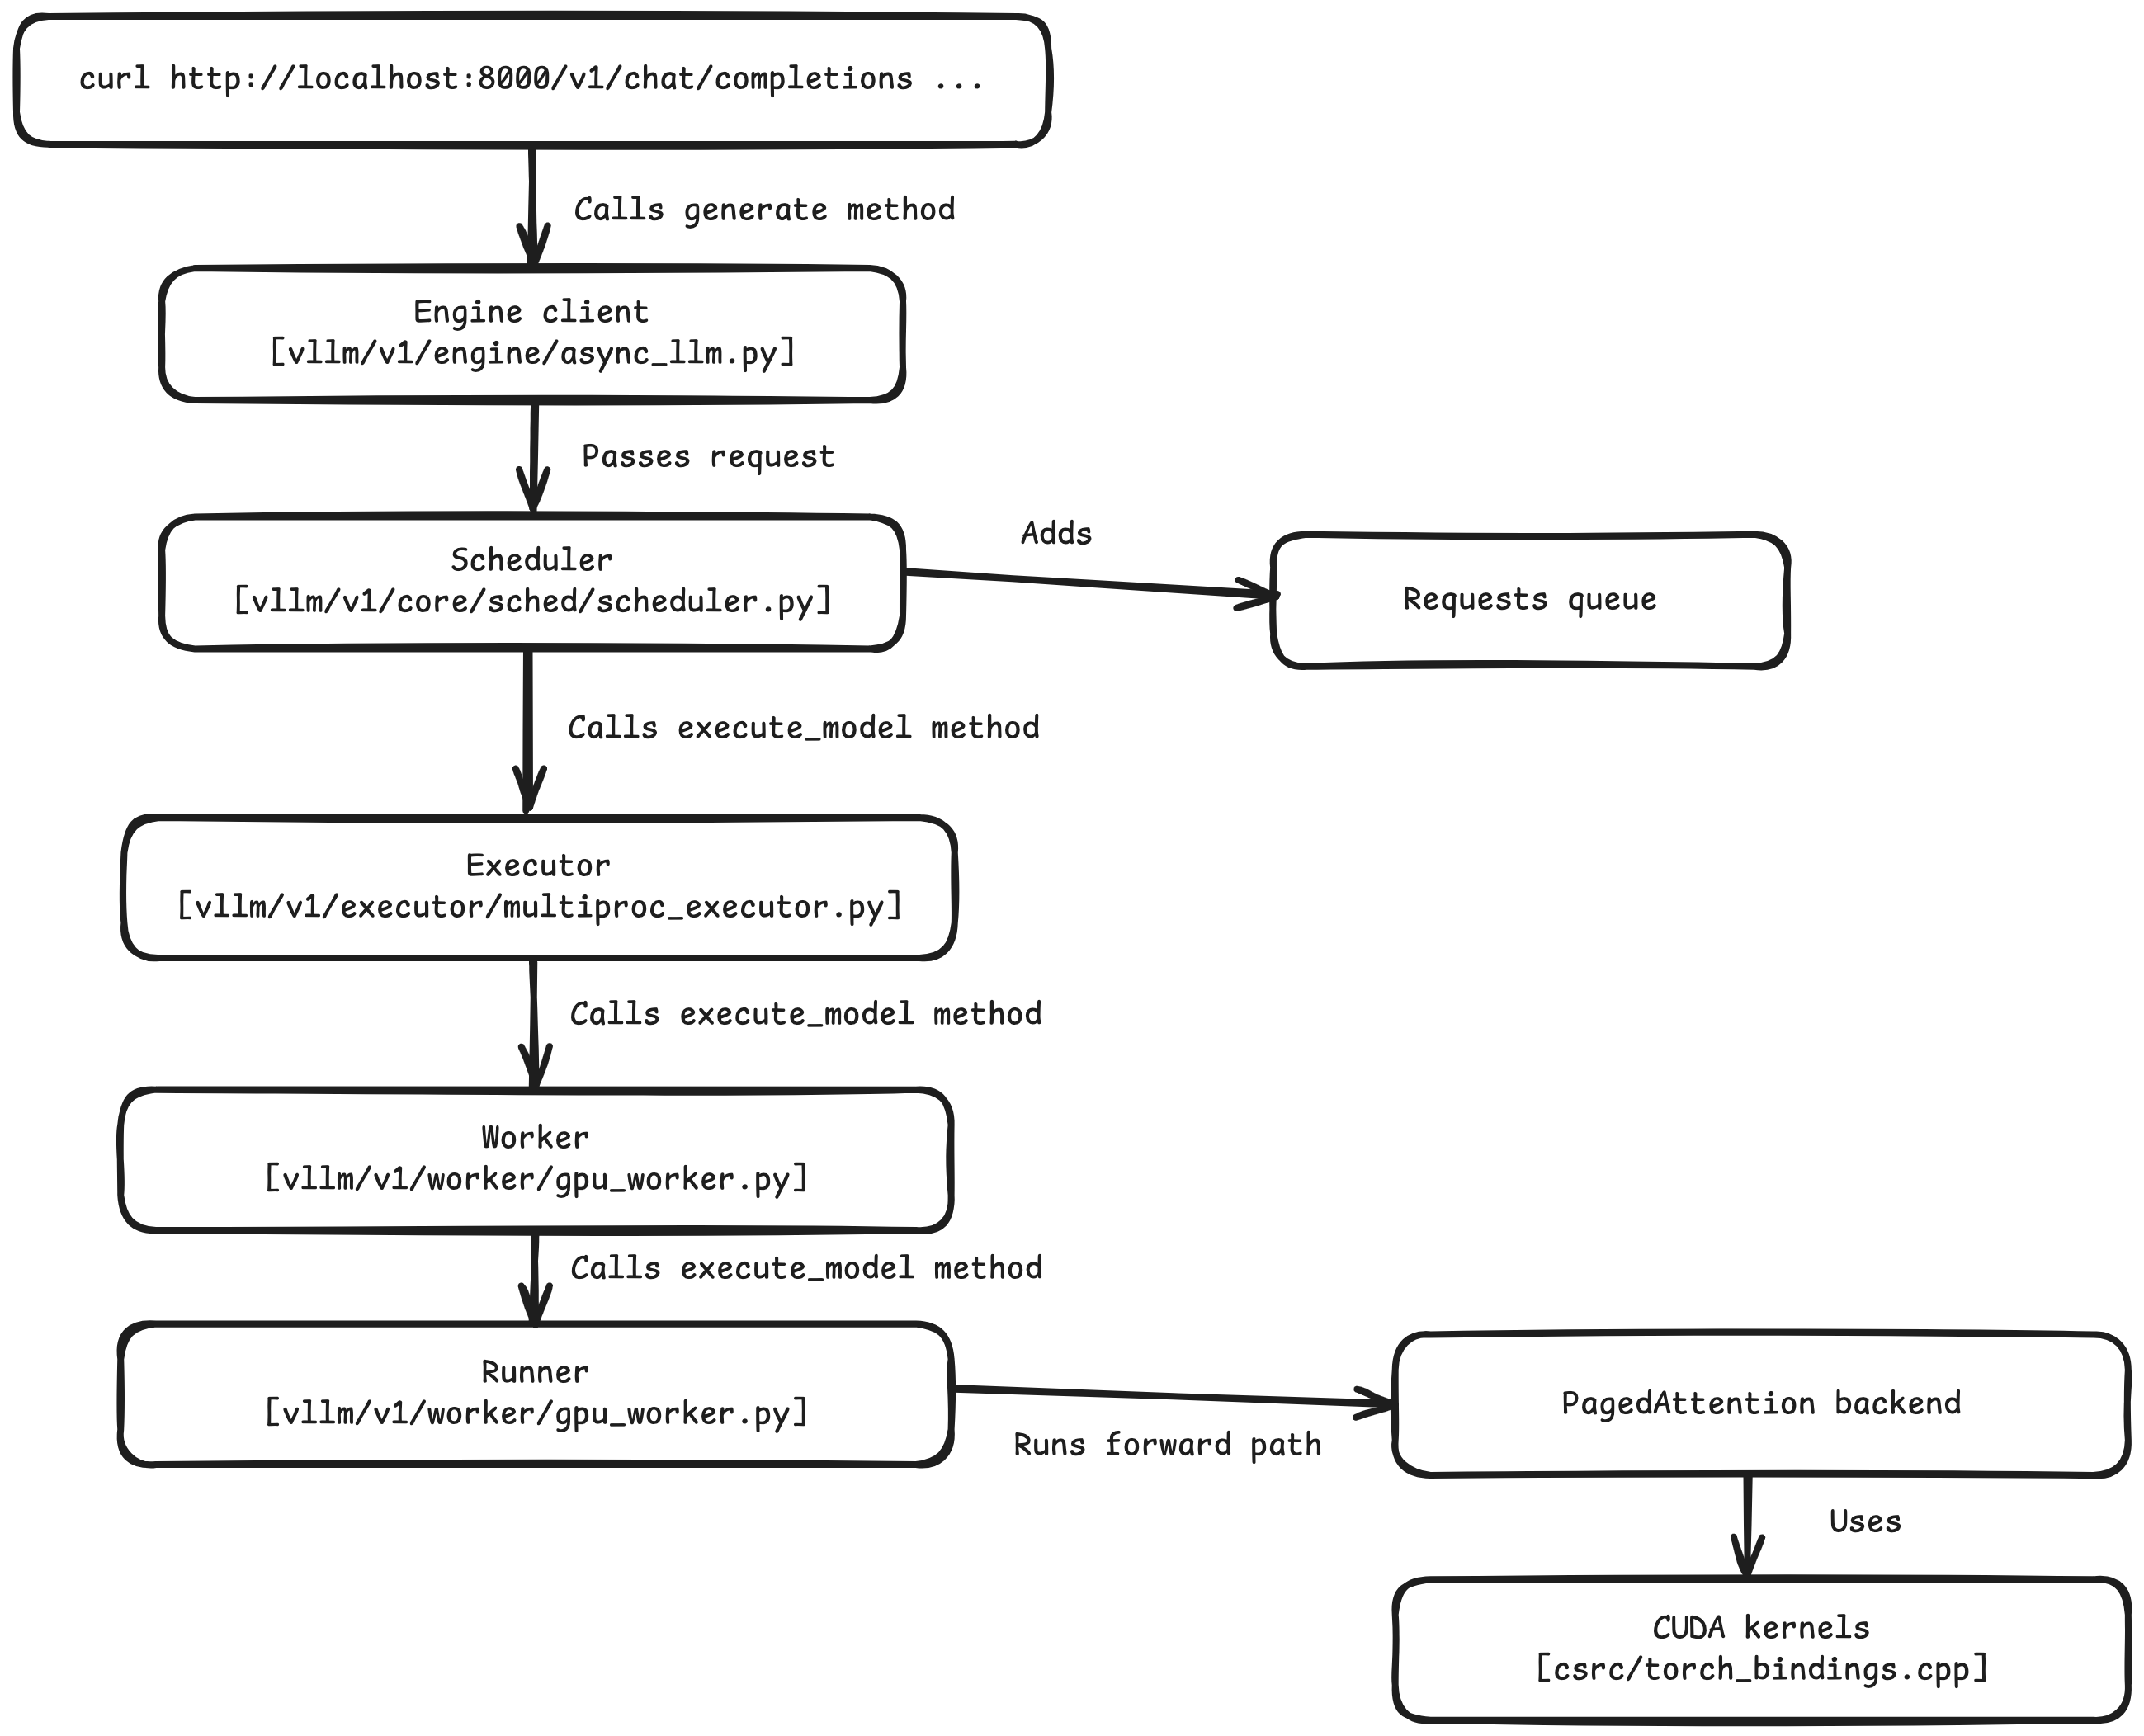 curl http://localhost:8000/v1/chat/completions ...
Calls generate method
Engine client
[vllm/v1/engine/async_llm.py]
Passes request
Scheduler
[vllm/v1/core/sched/scheduler.py]
Adds
Requests queue
Calls execute_model method
Executor
[vllm/v1/executor/multiproc_executor.py]
Calls execute_model method
Worker
[vllm/v1/worker/gpu_worker.py]
Calls execute_model method
Runner
[vllm/v1/worker/gpu_worker.py]
Runs forward path
PagedAttention backend
Uses
CUDA kernels
[csrc/torch_bindings.cpp]